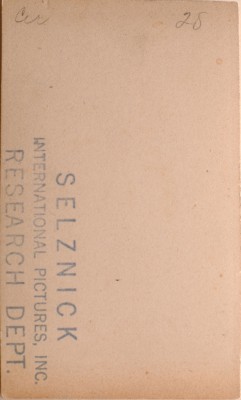 28
SELZNICK
INTERNATIONAL PICTURES, INC.
RESEARCH DEPT.